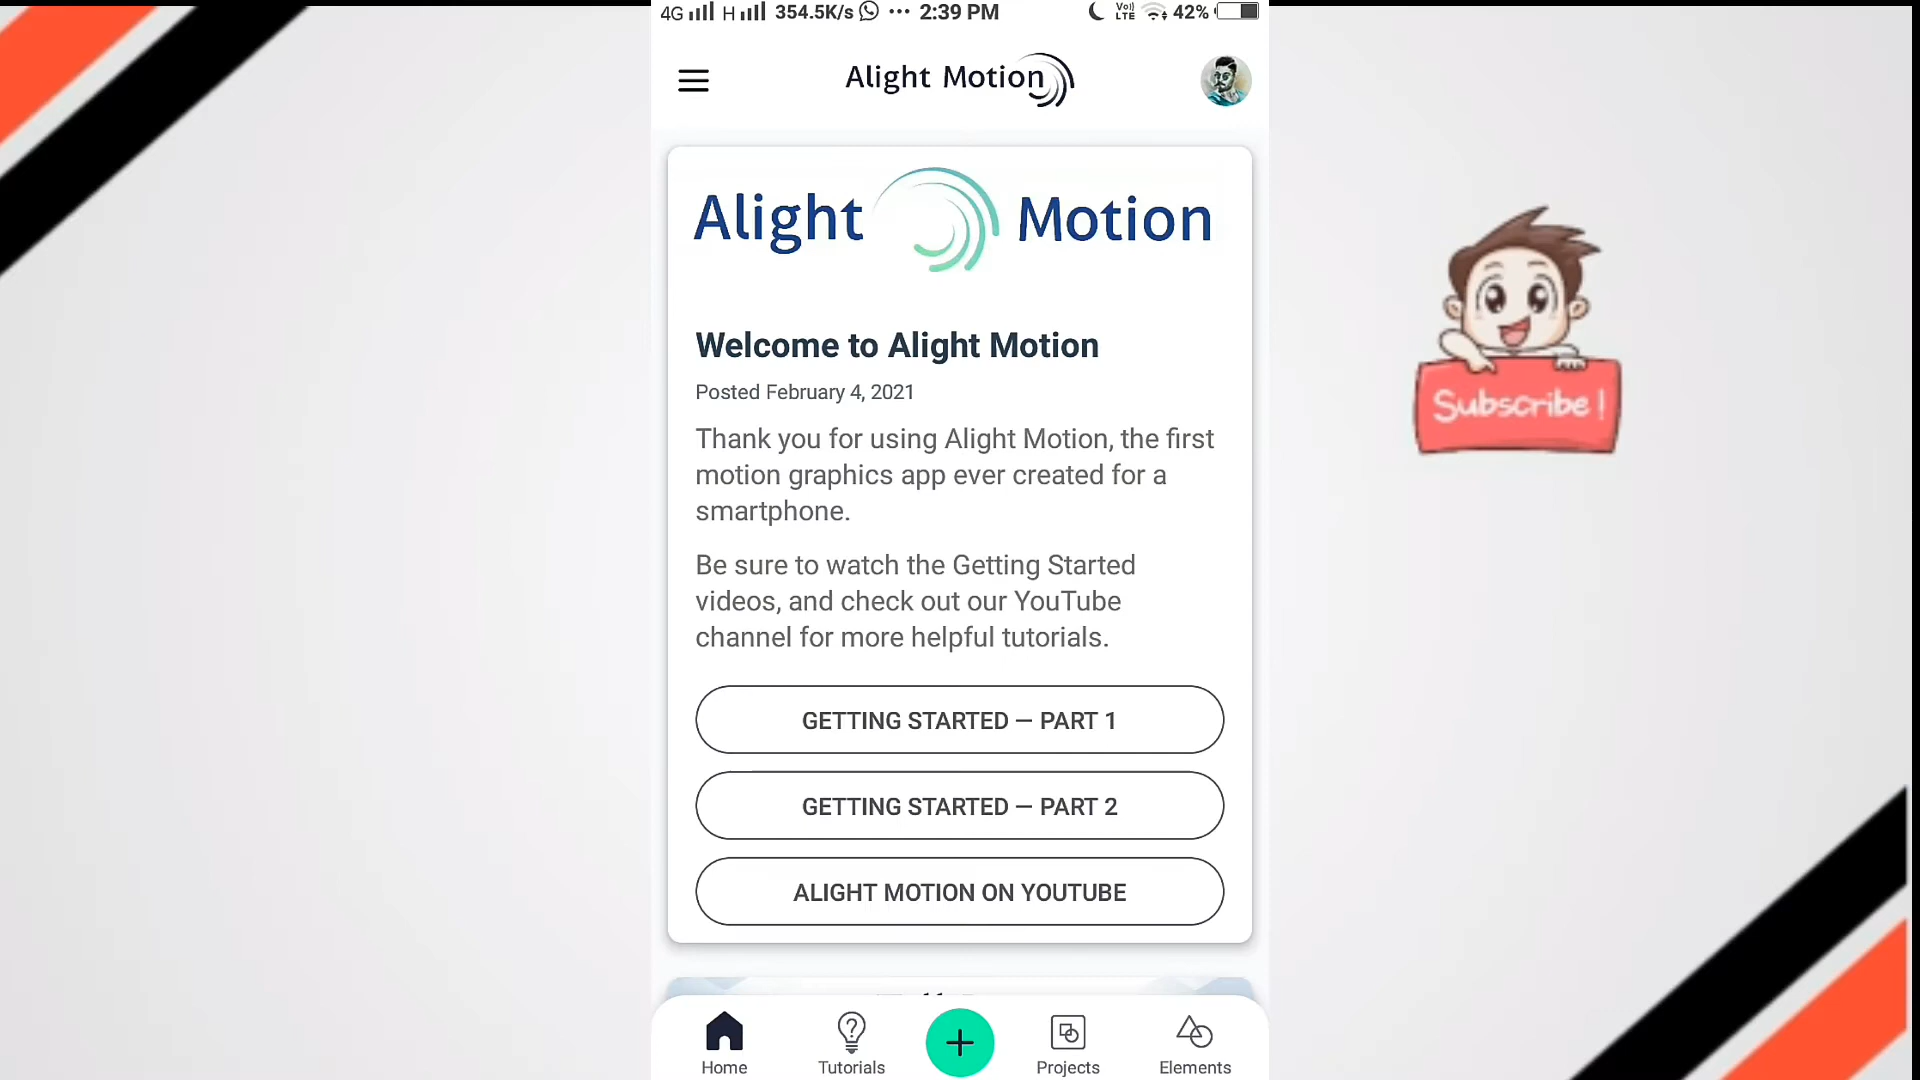 4G H 354.5K/s ... 2:39 PM Vo) LTE 42%
Alight Motion
Alight Motion
Welcome to Alight Motion
Posted February 4, 2021
Thank you for using Alight Motion, the first
motion graphics app ever created for a
smartphone.
Be sure to watch the Getting Started
videos, and check out our YouTube
channel for more helpful tutorials.
GETTING STARTED — PART 1
GETTING STARTED — PART 2
ALIGHT MOTION ON YOUTUBE
Home Tutorials Projects Elements
Subscribe!